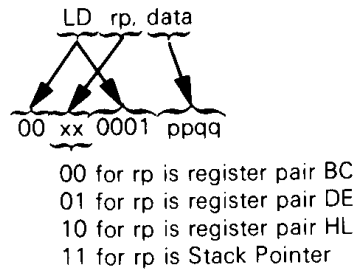 LD rp, data
00 xx 0001 ppqq
00 for rp is register pair BC
01 for rp is register pair DE
10 for rp is register pair HL
11 for rp is Stack Pointer